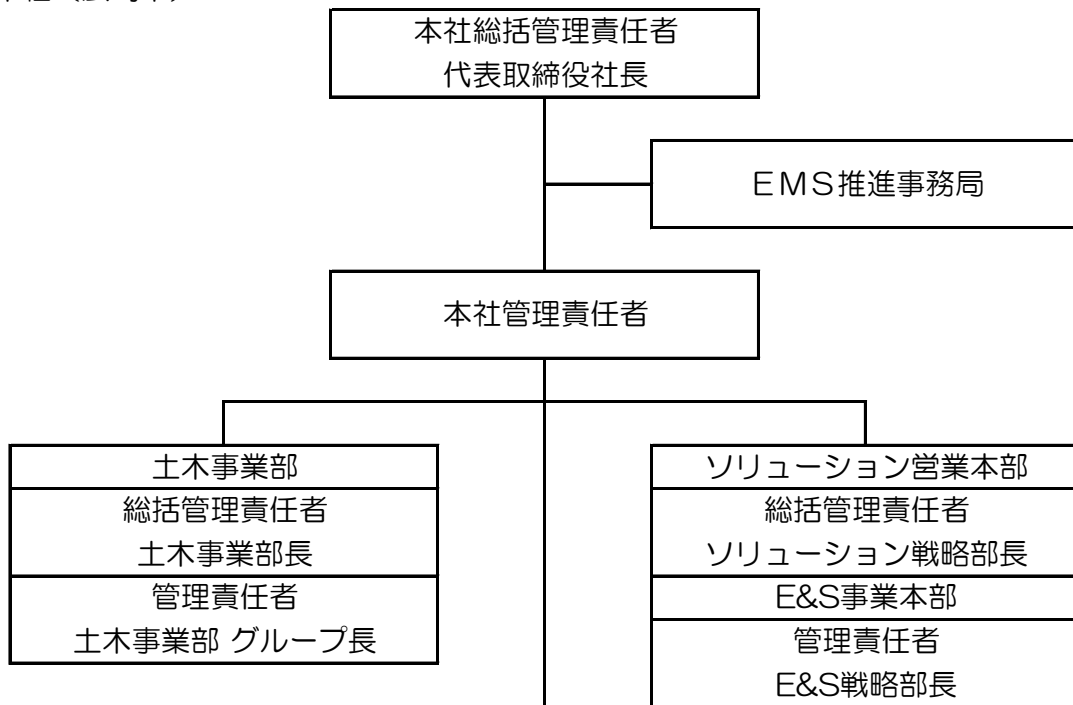 本社総括管理責任者
代表取締役社長
ＥＭＳ推進事務局
本社管理責任者
土木事業部
総括管理責任者
土木事業部長
管理責任者
土木事業部 グループ長
ソリューション営業本部
総括管理責任者
ソリューション戦略部長
E&S事業本部
管理責任者
E&S戦略部長